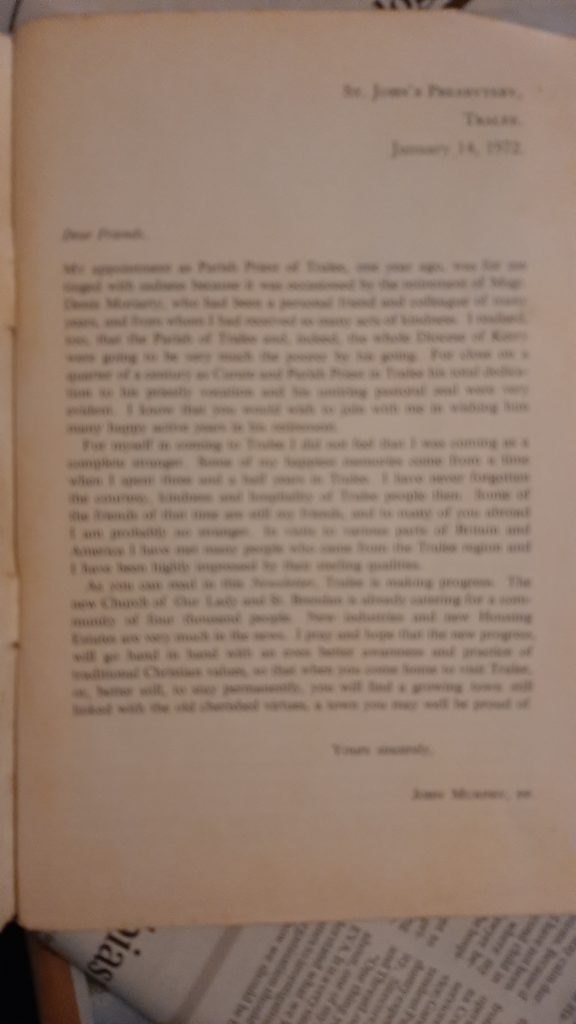 St. John's Presbytery,
Tralee.
January 14, 1972.
Dear Friends,
My appointment as Parish Priest of Tralee, one year ago, was for me
tinged with sadness because it was occasioned by the retirement of Msgr.
Denis Moriarty, who had been a personal friend and colleague of many
years, and from whom I had received so many acts of kindness. I realised,
too, that the Parish of Tralee and, indeed, the whole Diocese of Kerry
were going to be very much the poorer by his going. For close on a
quarter of a century as Curate and Parish Priest in Tralee his total dedica-
tion to his priestly vocation and his untiring pastoral zeal were very
evident. I know that you would wish to join with me in wishing him
many happy active years in his retirement.
For myself in coming to Tralee I did not feel that I was coming as a
complete stranger. Some of my happiest memories come from a time
when I spent three and a half years in Tralee. I have never forgotten
the courtesy, kindness and hospitality of Tralee people then. Some of
the friends of that time are still my friends, and to many of you abroad
I am probably no stranger. In visits to various parts of Britain and
America I have met many people who came from the Tralee region and
I have been highly impressed by their sterling qualities.
As you can read in this Newsletter, Tralee is making progress. The
new Church of Our Lady and St. Brendan is already catering for a com-
munity of four thousand people. New industries and new Housing
Estates are very much in the news. I pray and hope that the new progress,
will go hand in hand with an even better awareness and practice of
traditional Christian values, so that when you come home to visit Tralee,
or, better still, to stay permanently, you will find a growing town still
linked with the old cherished virtues, a town you may well be proud of.
Yours sincerely,
John Murphy, PP.